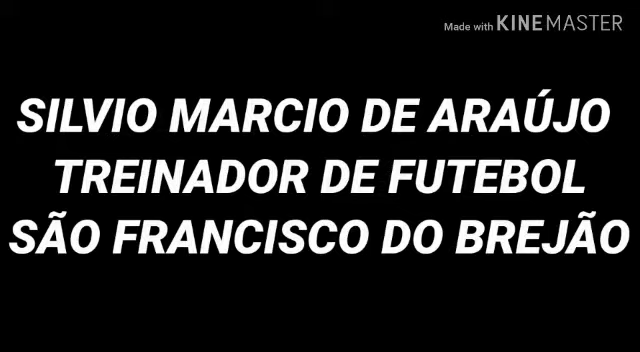 Made with KINEMASTER
SILVIO MARCIO DE ARAÚJO
TREINADOR DE FUTEBOL
SÃO FRANCISCO DO BREJÃO